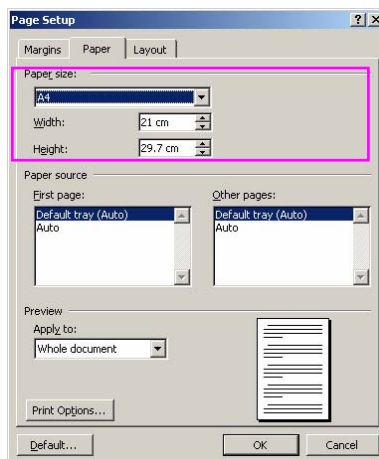 Page Setup
Margins Paper Layout
Paper size:
A4
Width: 21 cm
Height: 29.7 cm
Paper source
First page: Other pages:
Default tray (Auto) Default tray (Auto)
Auto Auto
Preview
Apply to:
Whole document
Print Options...
Default... OK Cancel